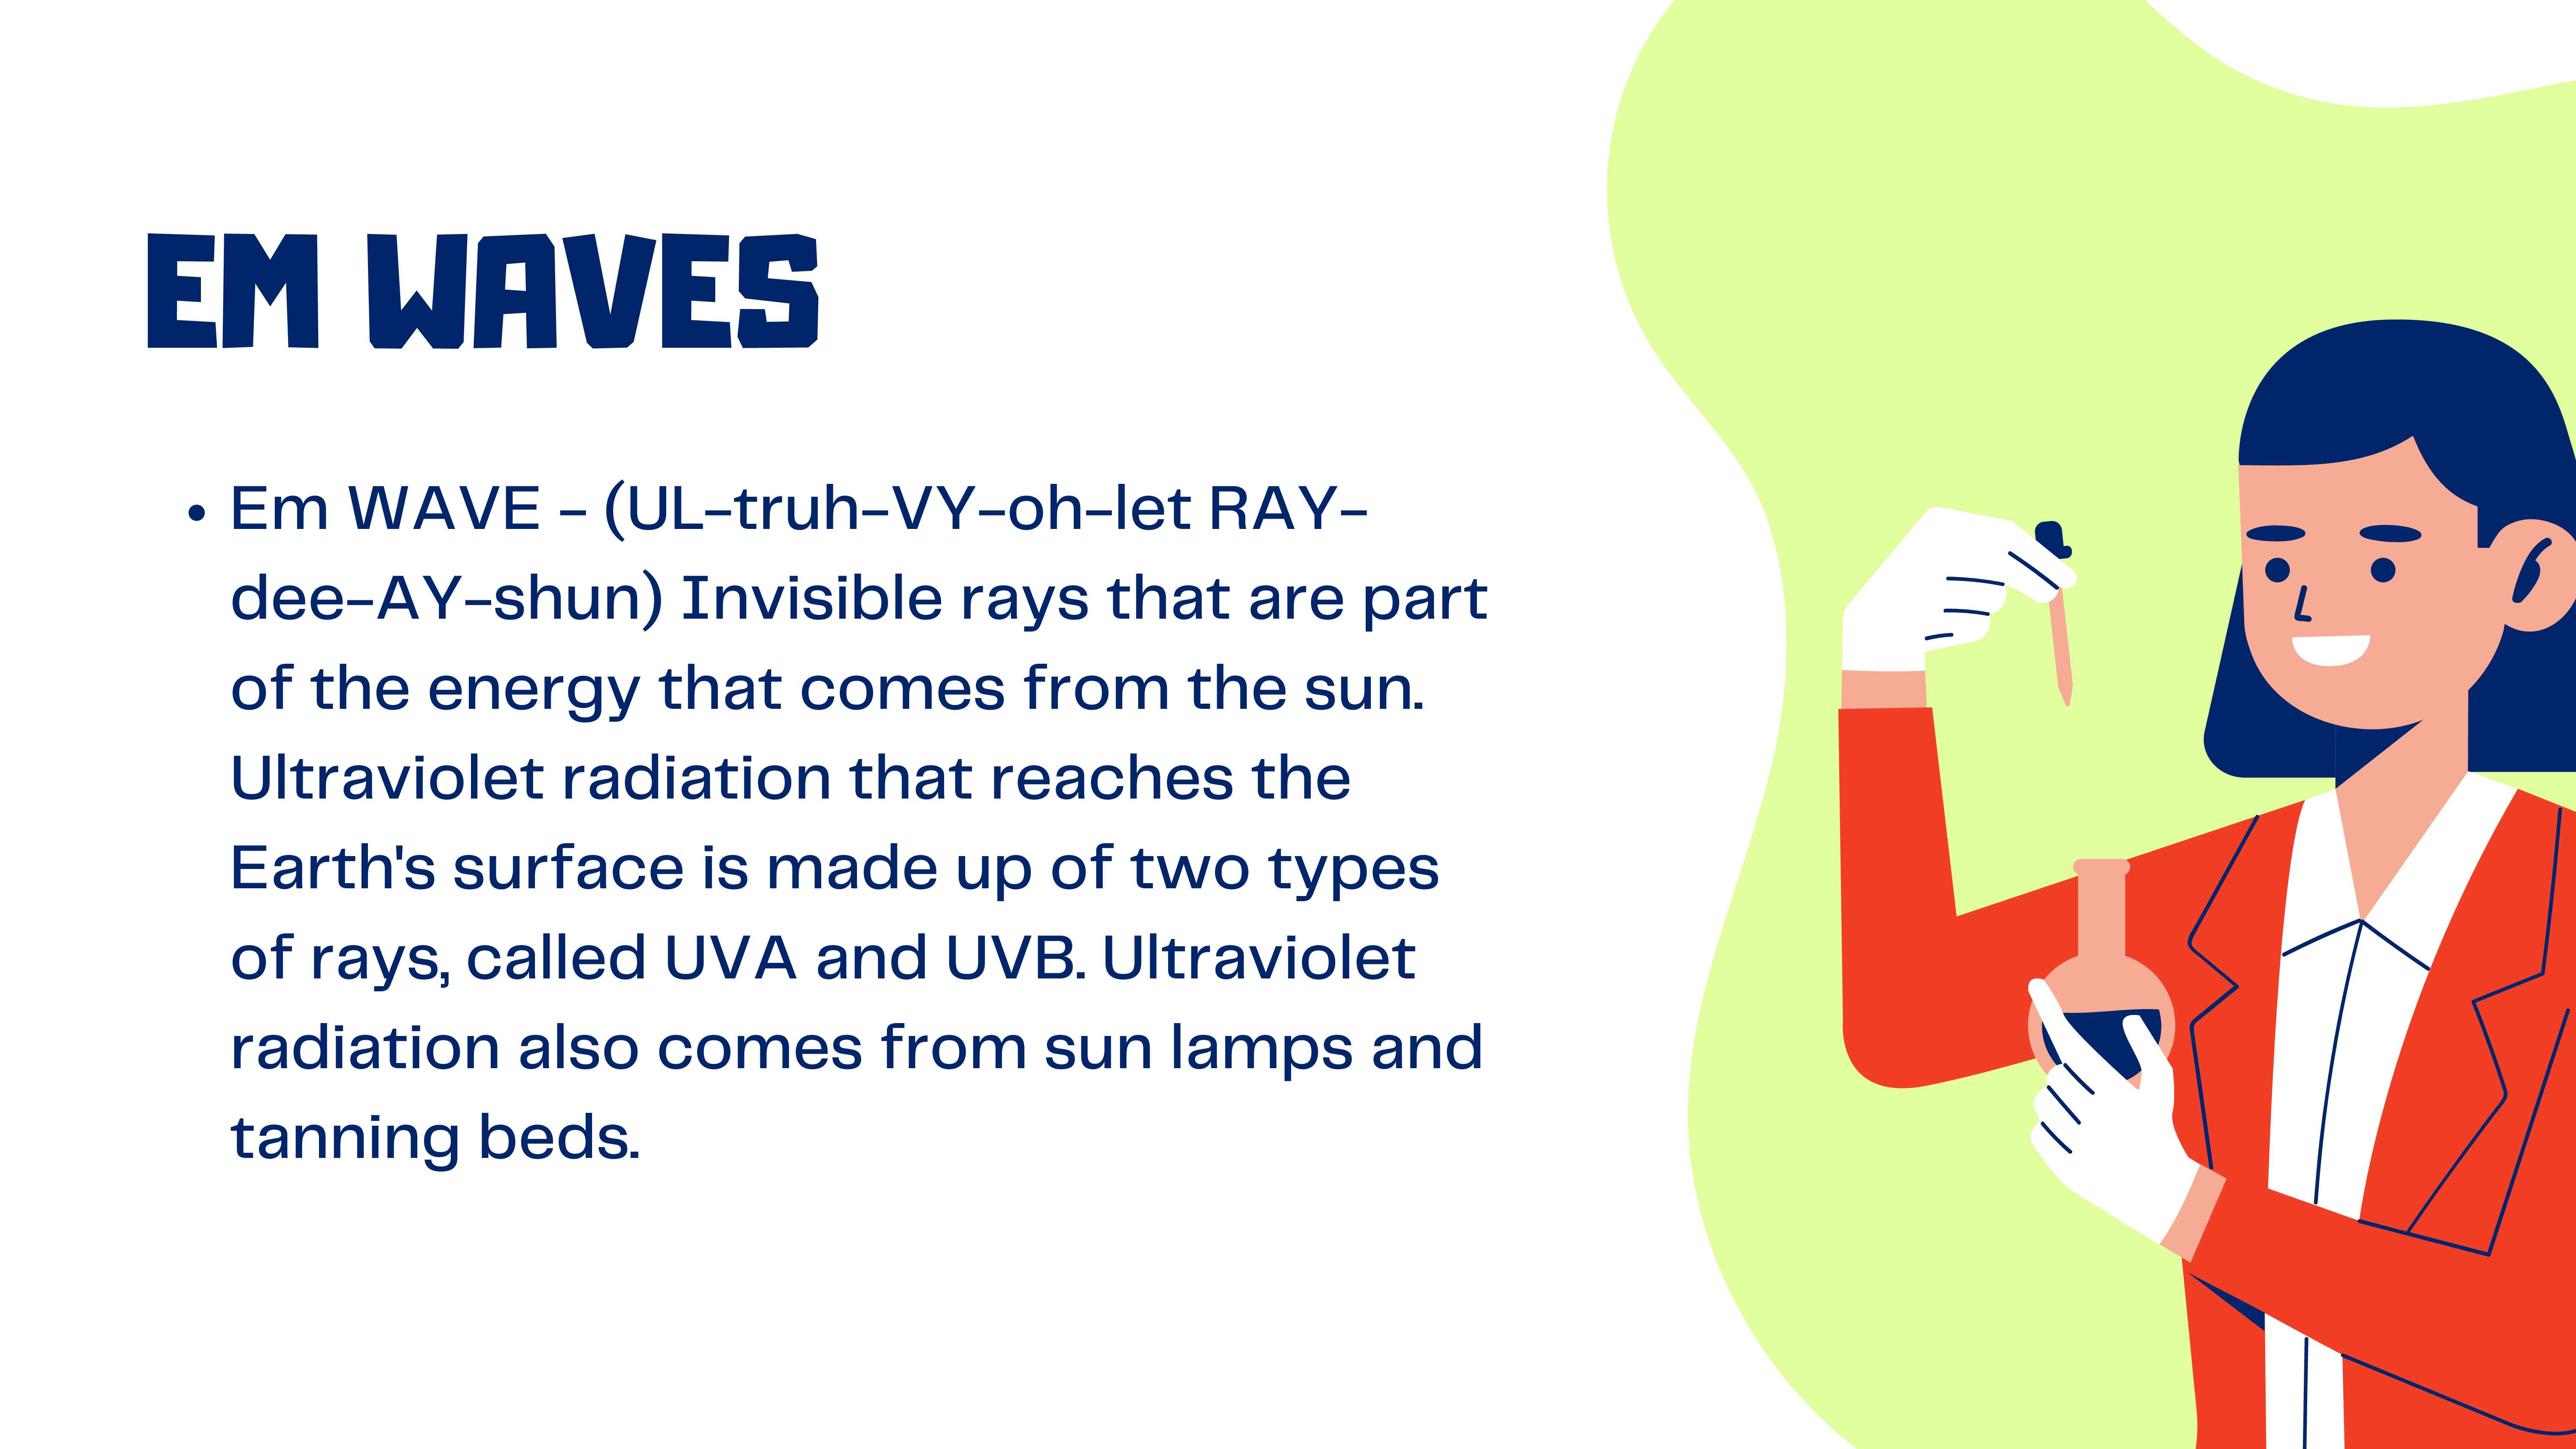 EM WAVES
• Em WAVE - (UL-truh-VY-oh-let RAY-
dee-AY-shun) Invisible rays that are part
of the energy that comes from the sun.
Ultraviolet radiation that reaches the
Earth's surface is made up of two types
of rays, called UVA and UVB. Ultraviolet
radiation also comes from sun lamps and
tanning beds.